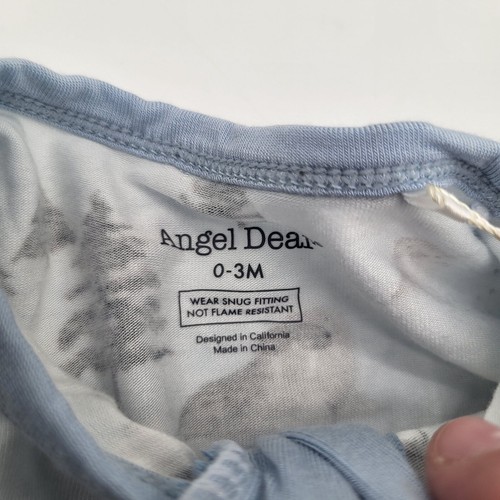 Angel Dear
0-3M
WEAR SNUG FITTING
NOT FLAME RESISTANT
Designed in California
Made in China